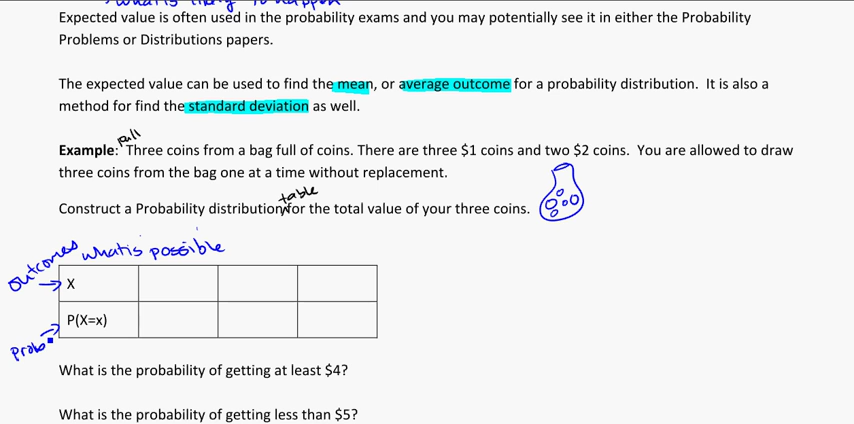 what is likely to happen
Expected value is often used in the probability exams and you may potentially see it in either the Probability
Problems or Distributions papers.
The expected value can be used to find the mean, or average outcome for a probability distribution. It is also a
method for find the standard deviation as well.
pull
Example: Three coins from a bag full of coins. There are three $1 coins and two $2 coins. You are allowed to draw
three coins from the bag one at a time without replacement.
table
Construct a Probability distribution for the total value of your three coins.
outcomes what is possible
X
P(X=x)
prob.
What is the probability of getting at least $4?
What is the probability of getting less than $5?